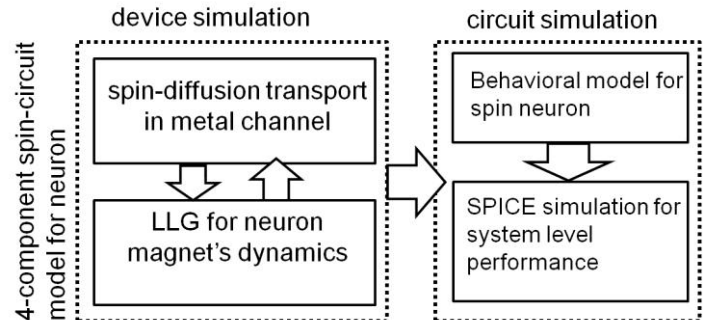 device simulation
circuit simulation
4-component spin-circuit
model for neuron
spin-diffusion transport
in metal channel
LLG for neuron
magnet's dynamics
Behavioral model for
spin neuron
SPICE simulation for
system level
performance